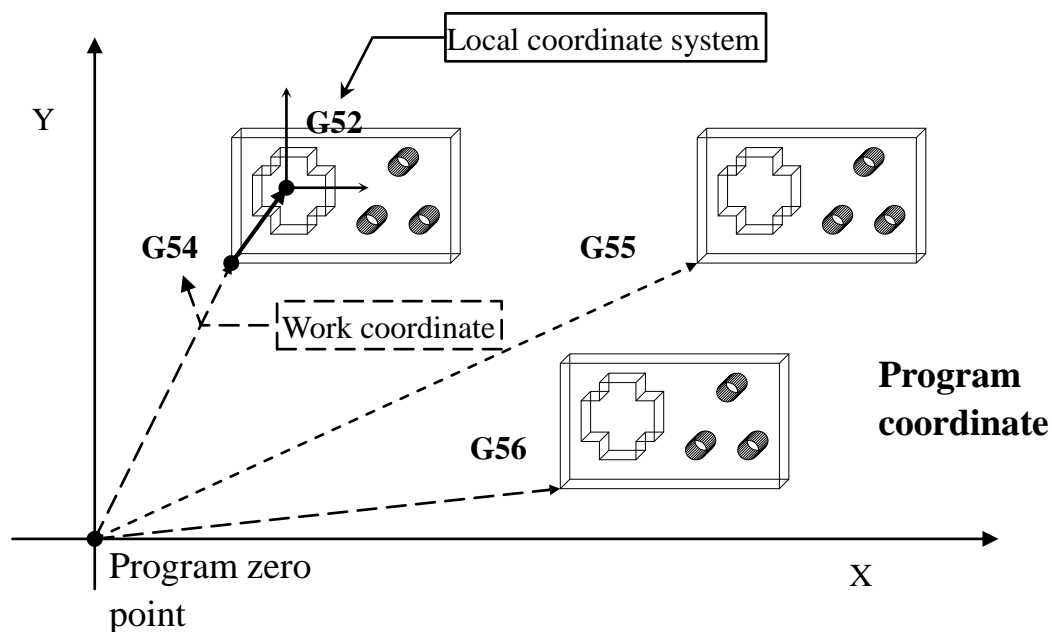 Local coordinate system
Y
G52
G54
G55
Work coordinate
Program
coordinate
G56
Program zero
point
X